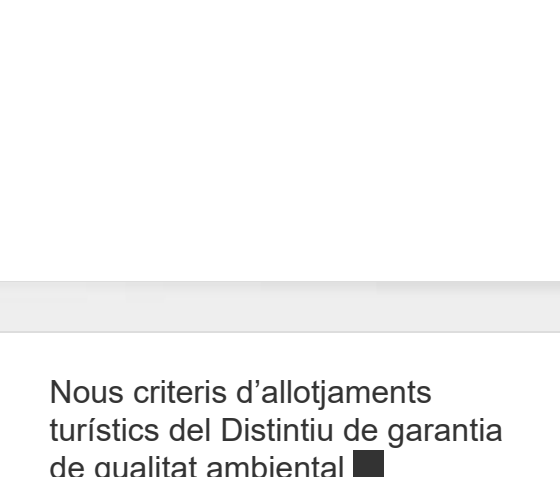 Nous criteris d’allotjaments
turístics del Distintiu de garantia
de qualitat ambiental